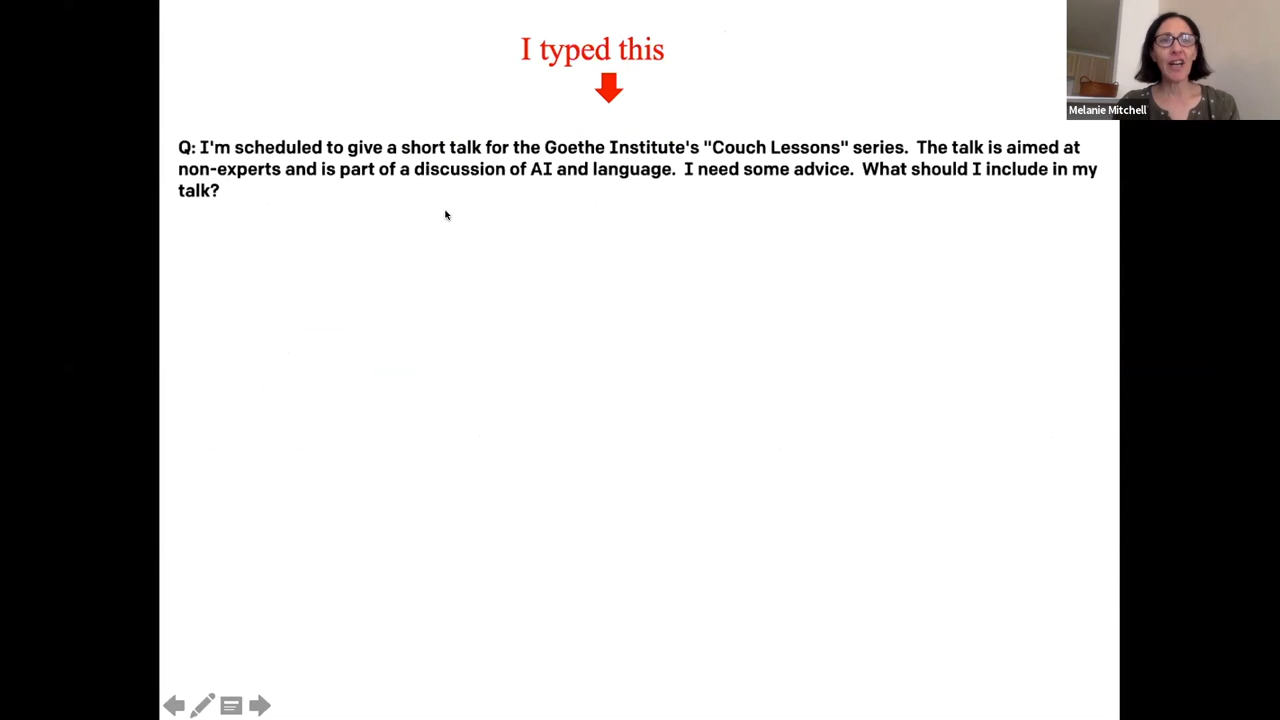 I typed this
Melanie Mitchell
Q: I'm scheduled to give a short talk for the Goethe Institute's "Couch Lessons" series.  The talk is aimed at
non-experts and is part of a discussion of AI and language.  I need some advice.  What should I include in my
talk?